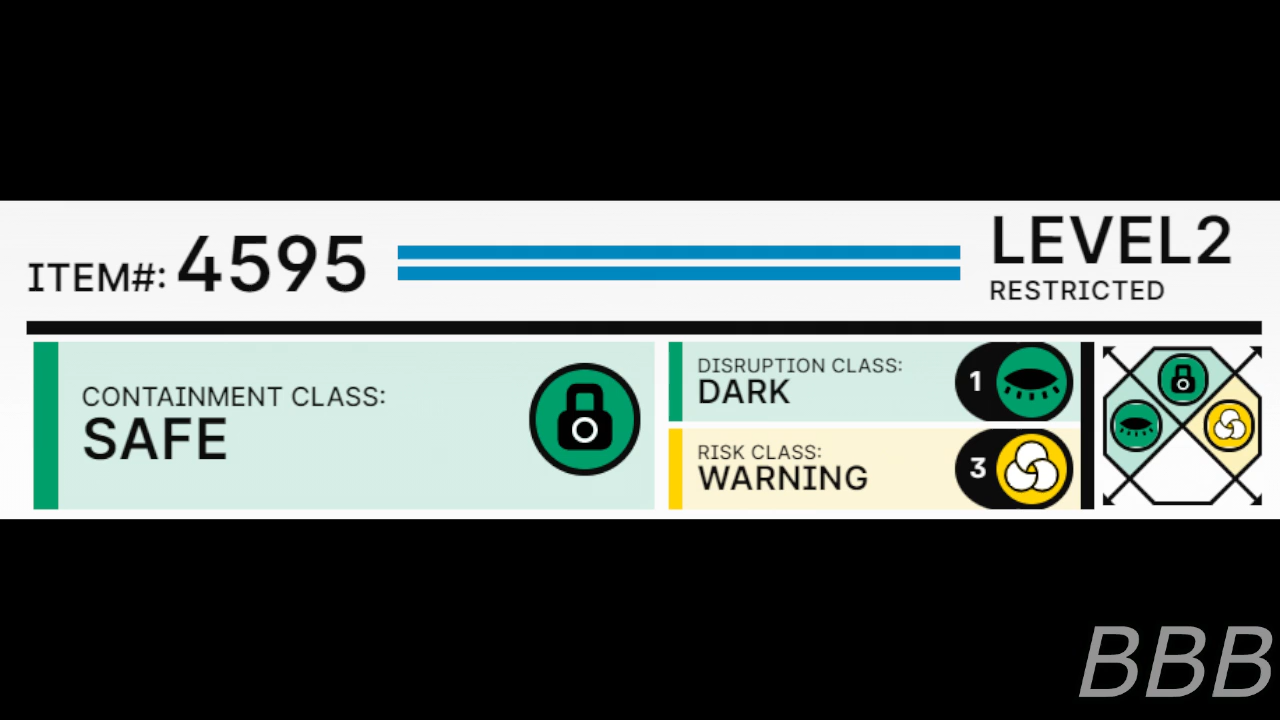 ITEM#: 4595
LEVEL2
RESTRICTED
CONTAINMENT CLASS:
SAFE
DISRUPTION CLASS:
DARK
1
RISK CLASS:
WARNING
3
BBB